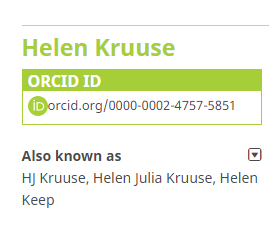 Helen Kruuse
ORCID ID
iD orcid.org/0000-0002-4757-5851
Also known as
HJ Kruuse, Helen Julia Kruuse, Helen
Keep